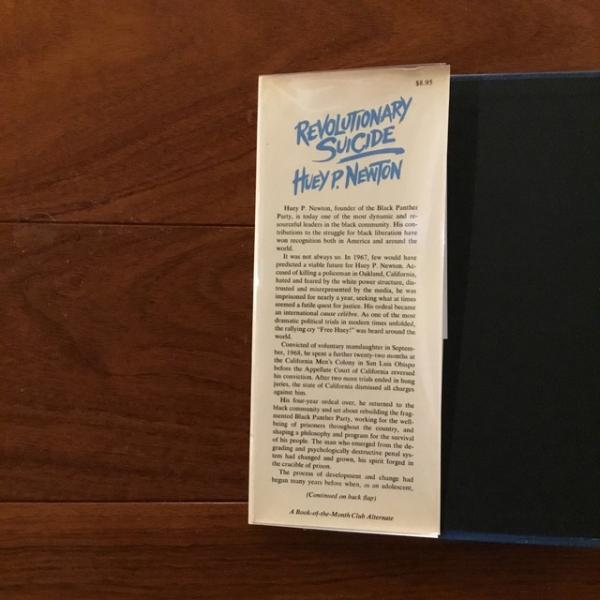 $8.95
REVOLUTIONARY
SUICIDE
HUEY P. NEWTON
Huey P. Newton, founder of the Black Panther
Party, is today one of the most dynamic and re-
sourceful leaders in the black community. His con-
tributions to the struggle for black liberation have
won recognition both in America and around the
world.
It was not always so. In 1967, few would have
predicted a viable future for Huey P. Newton. Ac-
cused of killing a policeman in Oakland, California,
hated and feared by the white power structure, dis-
trusted and misrepresented by the media, he was
imprisoned for nearly a year, seeking what at times
seemed a futile quest for justice. His ordeal became
an international cause célèbre. As one of the most
dramatic political trials in modern times unfolded,
the rallying cry "Free Huey!" was heard around the
world.
Convicted of voluntary manslaughter in Septem-
ber, 1968, he spent a further twenty-two months at
the California Men's Colony in San Luis Obispo
before the Appellate Court of California reversed
his conviction. After two more trials ended in hung
juries, the state of California dismissed all charges
against him.
His four-year ordeal over, he returned to the
black community and set about rebuilding the frag-
mented Black Panther Party, working for the well-
being of prisoners throughout the country, and
shaping a philosophy and program for the survival
of his people. The man who emerged from the de-
grading and psychologically destructive penal sys-
tem had changed and grown, his spirit forged in
the crucible of prison.
The process of development and change had
begun many years before when, as an adolescent,
(Continued on back flap)
A Book-of-the-Month Club Alternate